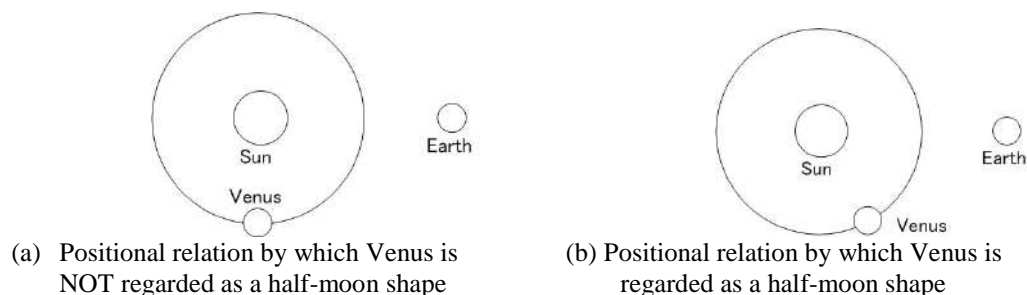 Sun
Earth
Venus
(a) Positional relation by which Venus is
NOT regarded as a half-moon shape
Sun
Earth
Venus
(b) Positional relation by which Venus is
regarded as a half-moon shape